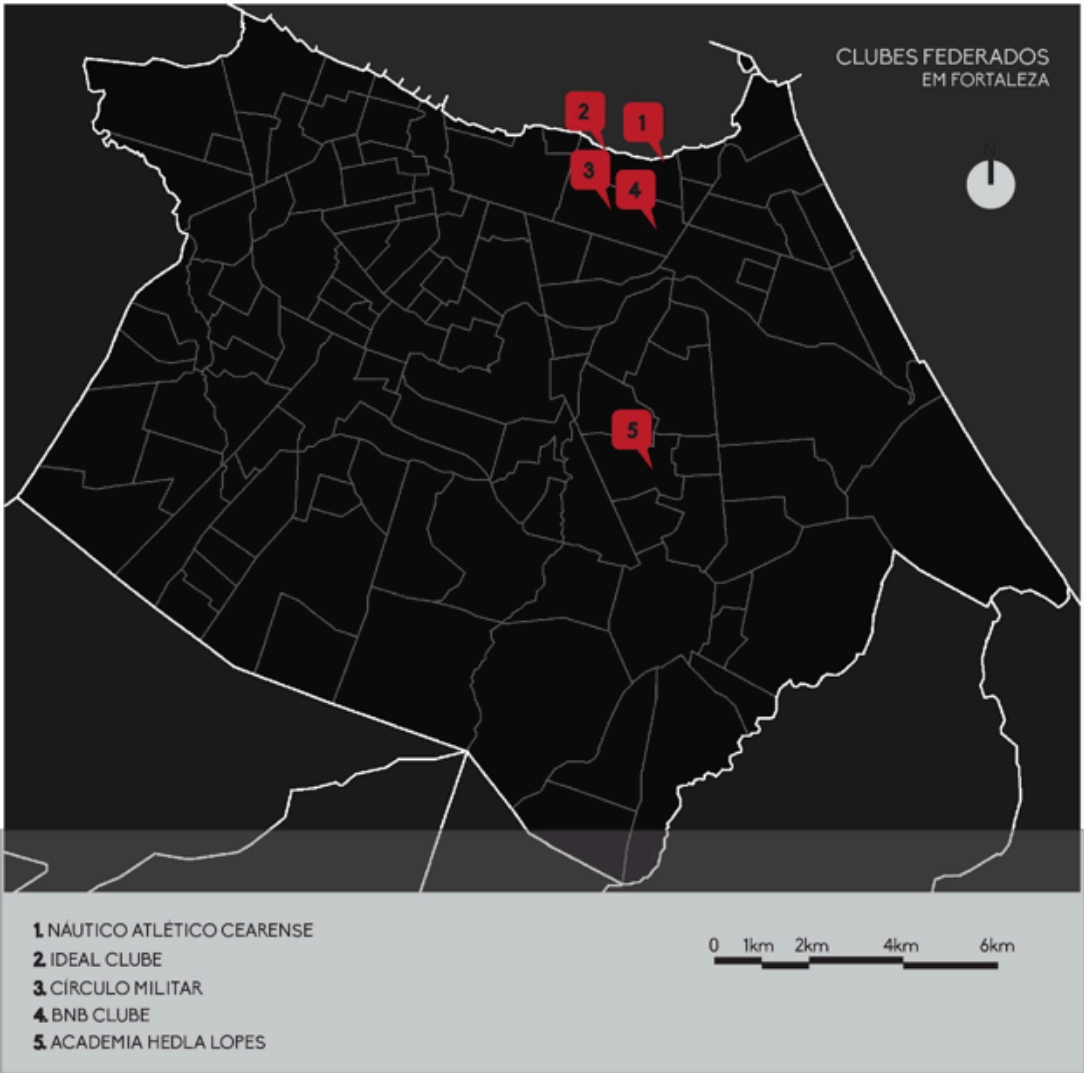 CLUBES FEDERADOS
EM FORTALEZA
N
2
1
3
4
5
1. NÁUTICO ATLÉTICO CEARENSE
2. IDEAL CLUBE
3. CÍRCULO MILITAR
4. BNB CLUBE
5. ACADEMIA HEDLA LOPES
0 1km 2km 4km 6km